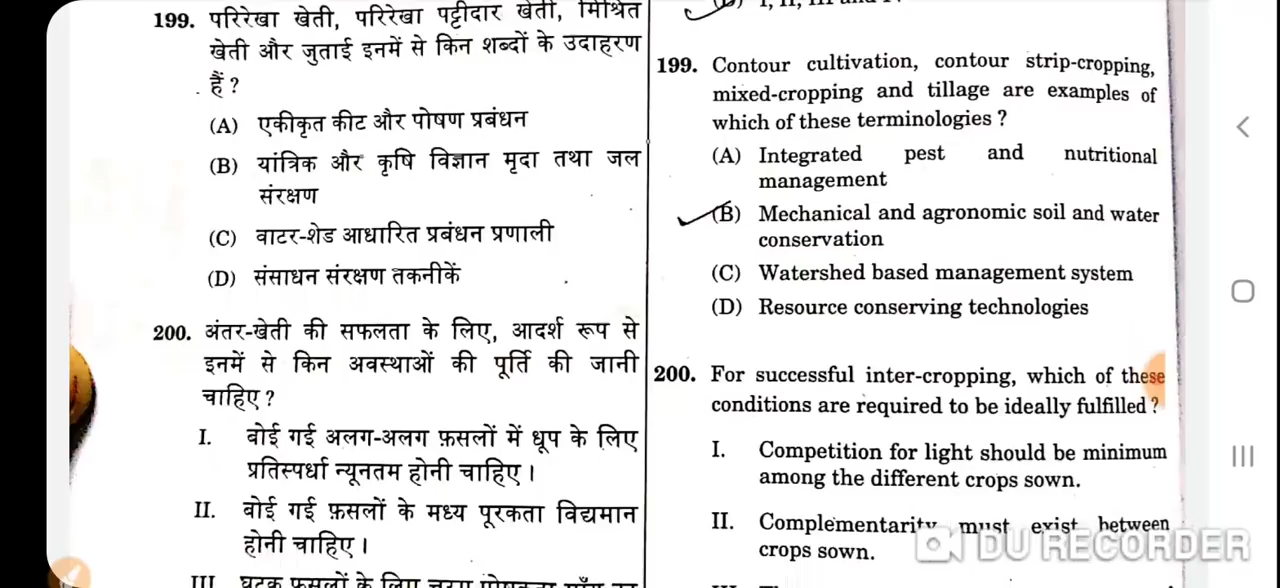 199. परिरेखा खेती, परिरेखा पट्टीदार खेती, मिश्रित
खेती और जुताई इनमें से किन शब्दों के उदाहरण
हैं ?
(A) एकीकृत कीट और पोषण प्रबंधन
(B) यांत्रिक और कृषि विज्ञान मृदा तथा जल
संरक्षण
(C) वाटर-शेड आधारित प्रबंधन प्रणाली
(D) संसाधन संरक्षण तकनीकें
200. अंतर-खेती की सफलता के लिए, आदर्श रूप से
इनमें से किन अवस्थाओं की पूर्ति की जानी
चाहिए ?
I. बोई गई अलग-अलग फ़सलों में धूप के लिए
प्रतिस्पर्धा न्यूनतम होनी चाहिए ।
II. बोई गई फ़सलों के मध्य पूरकता विद्यमान
होनी चाहिए ।
III. घटक फ़सलों के लिए
199. Contour cultivation, contour strip-cropping,
mixed-cropping and tillage are examples of
which of these terminologies ?
(A) Integrated pest and nutritional
management
(B) Mechanical and agronomic soil and water
conservation
(C) Watershed based management system
(D) Resource conserving technologies
200. For successful inter-cropping, which of these
conditions are required to be ideally fulfilled ?
I. Competition for light should be minimum
among the different crops sown.
II. Complementarity must exist between
crops sown.
DU RECORDER